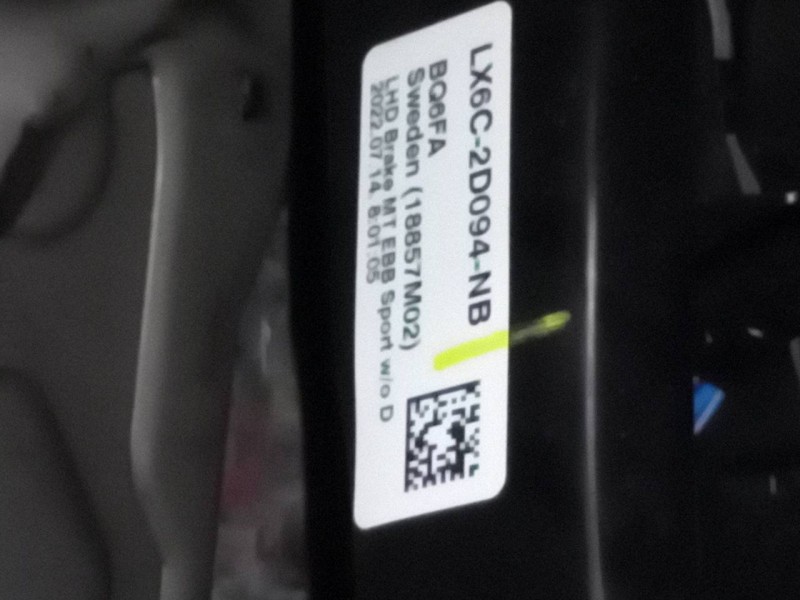 LX6C-2D094-NB
BQ6FA
Sweden (18857M02)
LHD Brake MT EBB Sport w/o D
2022.07.14. 8:01:05